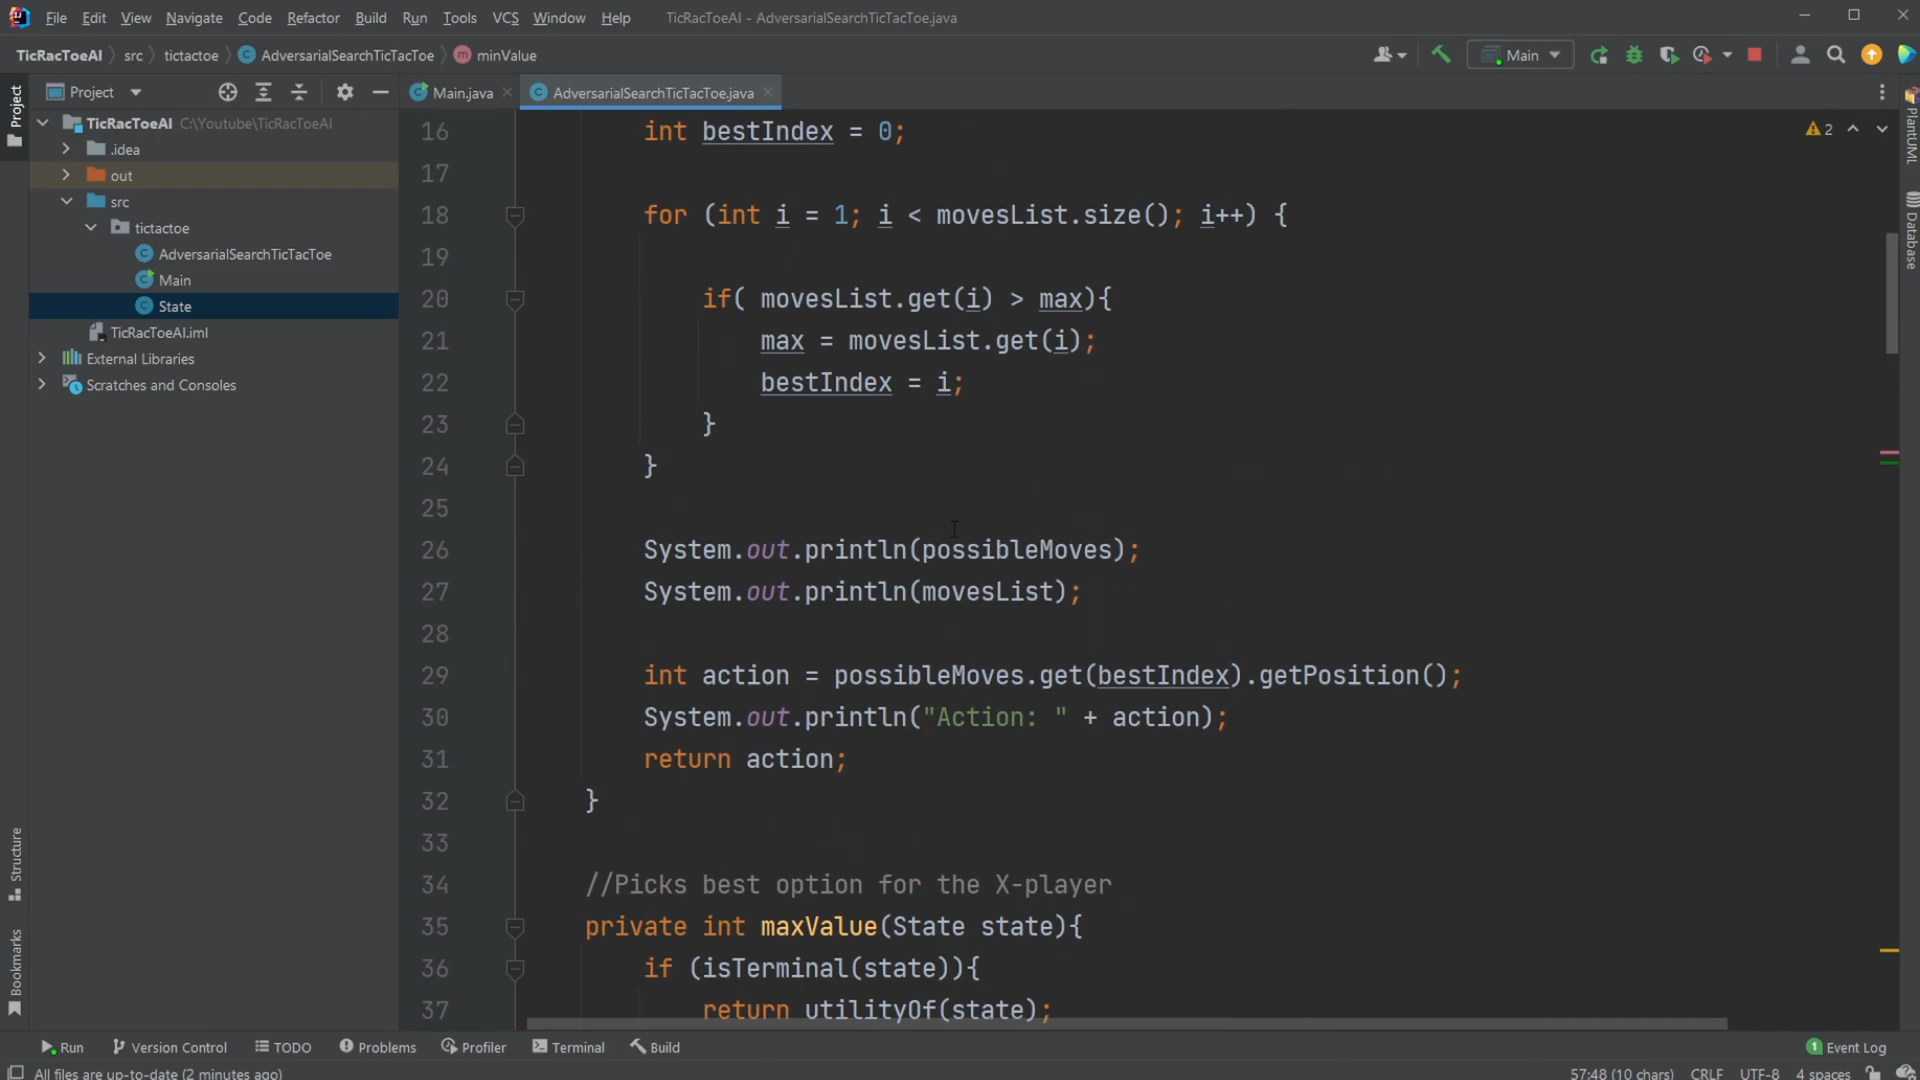 File Edit View Navigate Code Refactor Build Run Tools VCS Window Help TicRacToeAI - AdversarialSearchTicTacToe.java
TicRacToeAI src tictactoe AdversarialSearchTicTacToe minValue Main
Project
Main.java AdversarialSearchTicTacToe.java
TicRacToeAI C:\Youtube\TicRacToeAI
.idea
out
src
tictactoe
AdversarialSearchTicTacToe
Main
State
TicRacToeAI.iml
External Libraries
Scratches and Consoles
Project
Structure
Bookmarks
16 int bestIndex = 0;
2
17
18 for (int i = 1; i < movesList.size(); i++) {
19
20 if( movesList.get(i) > max){
21 max = movesList.get(i);
22 bestIndex = i;
23 }
24 }
25
26 System.out.println(possibleMoves);
27 System.out.println(movesList);
28
29 int action = possibleMoves.get(bestIndex).getPosition();
30 System.out.println("Action: " + action);
31 return action;
32 }
33
34 //Picks best option for the X-player
35 private int maxValue(State state){
36 if (isTerminal(state)){
37 return utilityOf(state);
PlantUML
Database
Run Version Control TODO Problems Profiler Terminal Build 1 Event Log
All files are up-to-date (2 minutes ago) 57:48 (10 chars) CRLF UTF-8 4 spaces